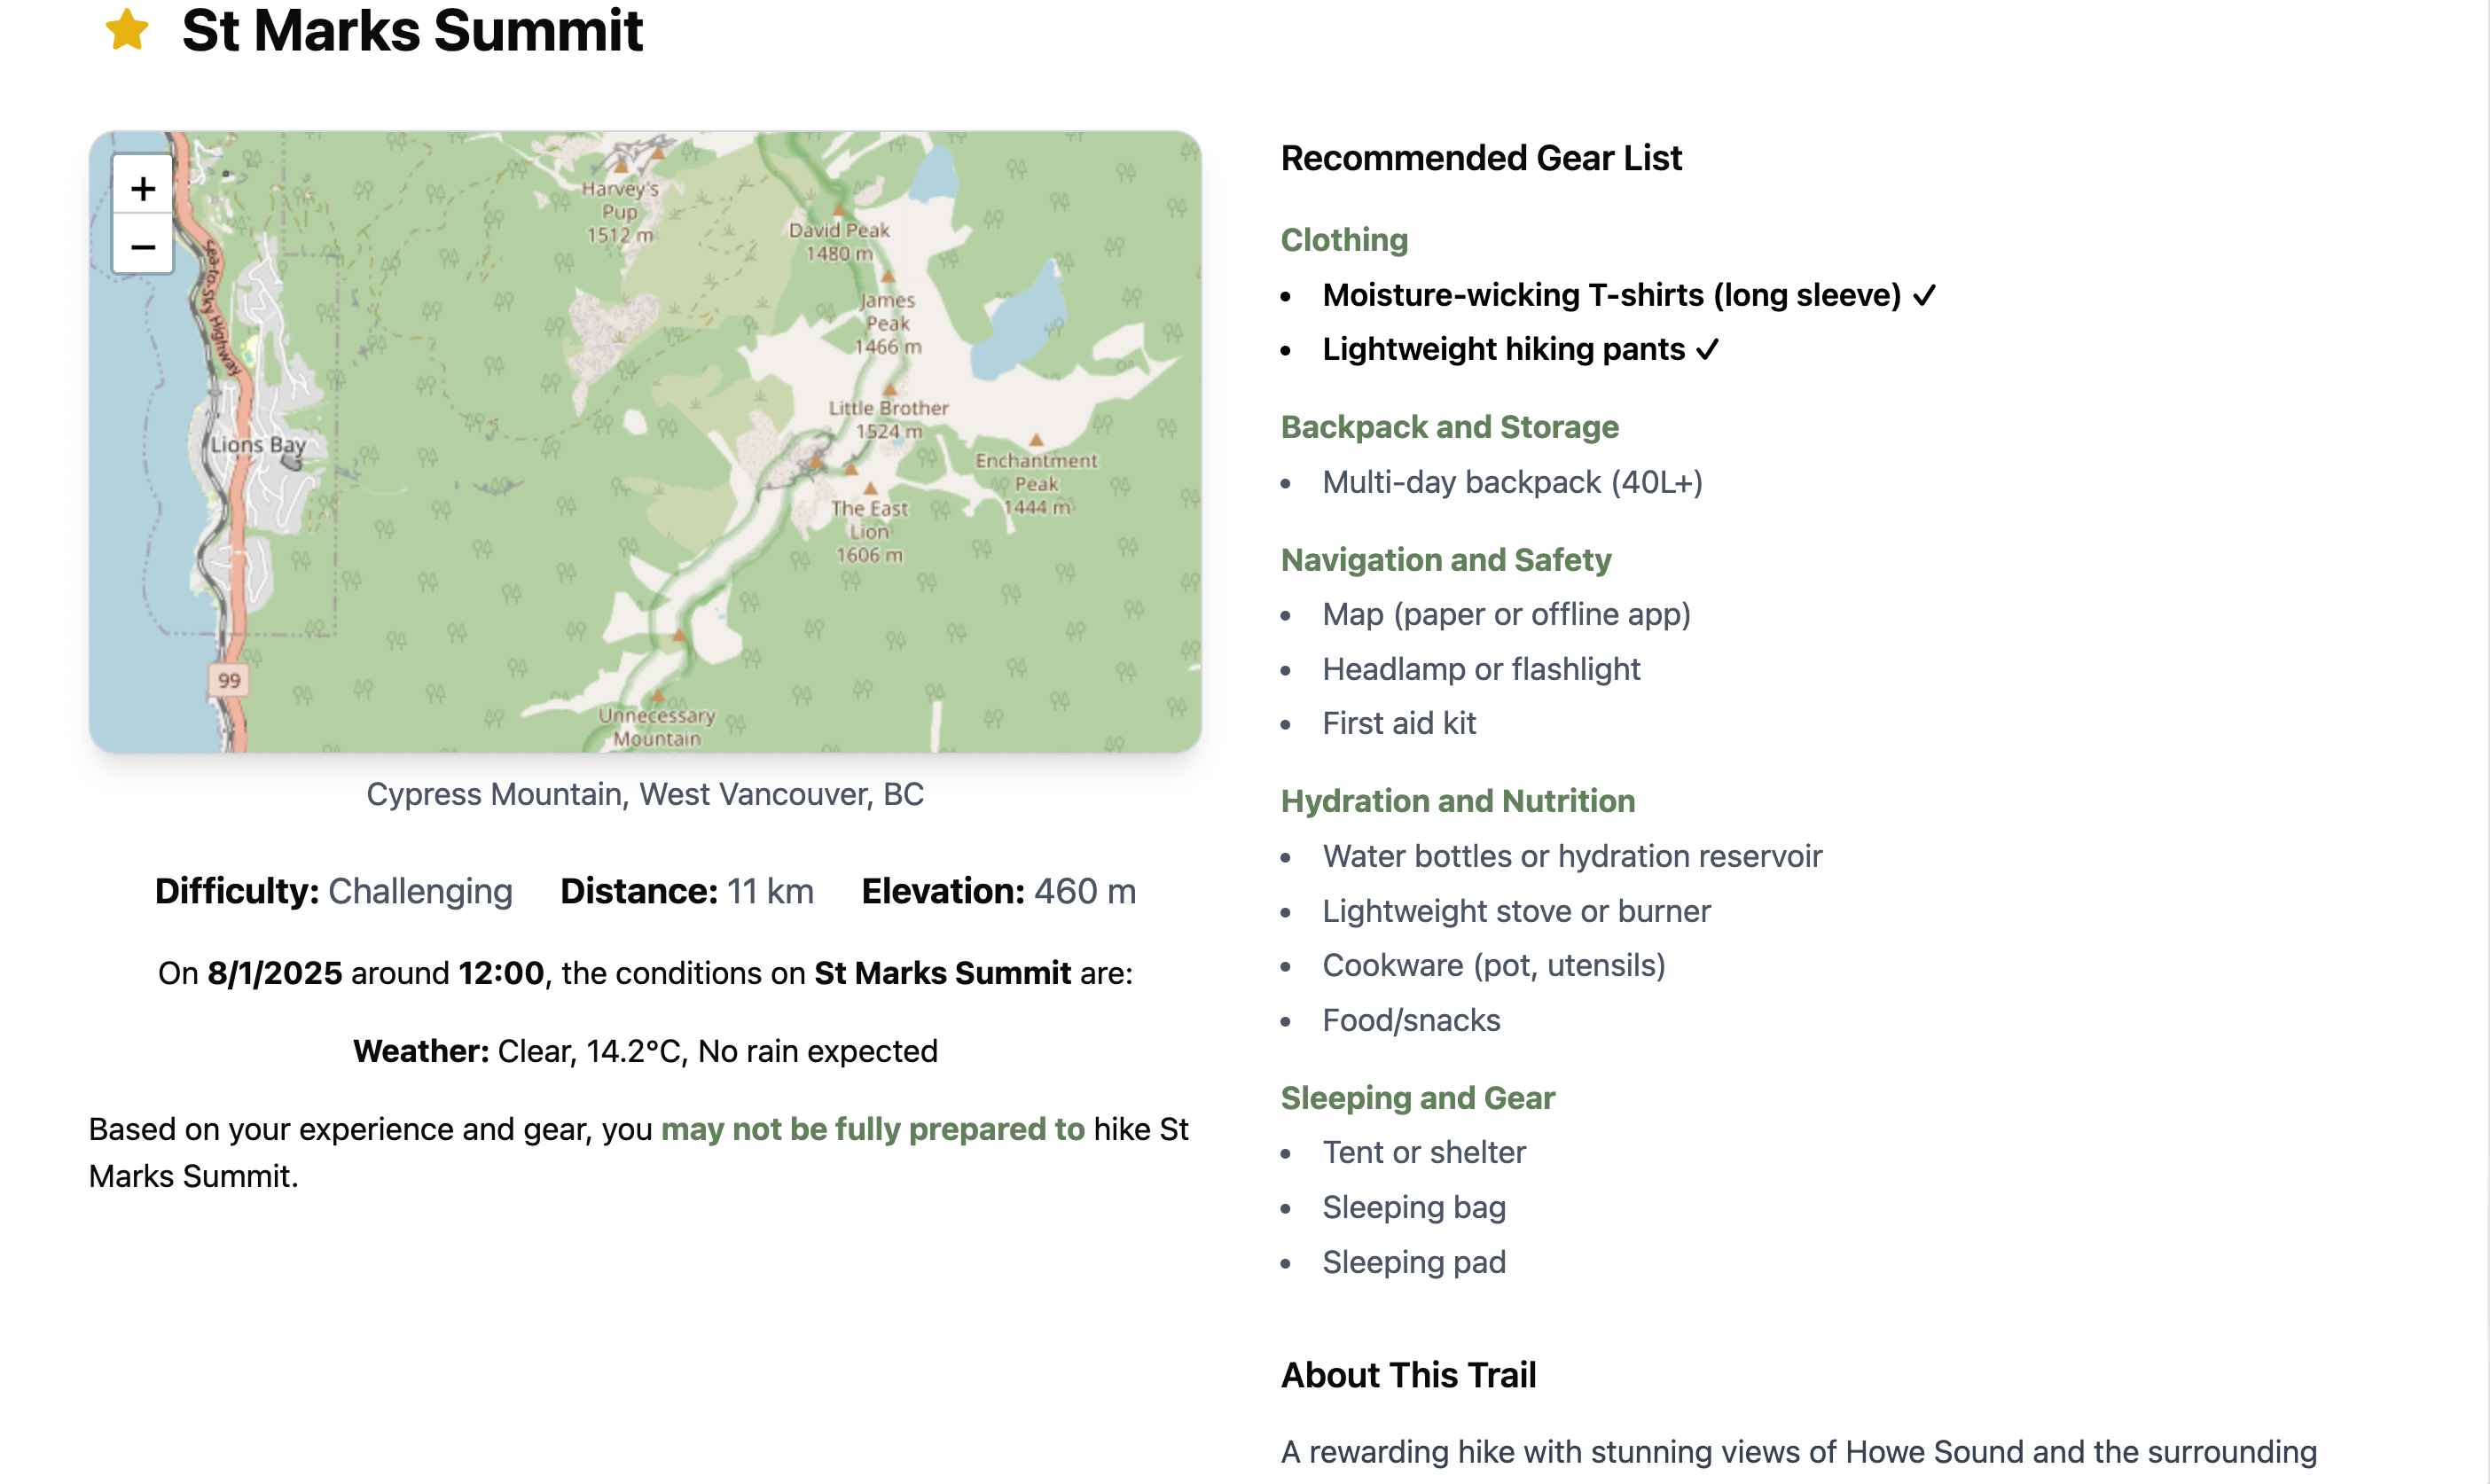 St Marks Summit
+
−
Harvey's
Pup
1512 m
David Peak
1480 m
James
Peak
1466 m
Little Brother
1524 m
Enchantment
Peak
1444 m
The East
Lion
1606 m
Sea-to-Sky Highway
Lions Bay
99
Unnecessary
Mountain
Cypress Mountain, West Vancouver, BC
Difficulty: Challenging Distance: 11 km Elevation: 460 m
On 8/1/2025 around 12:00, the conditions on St Marks Summit are:
Weather: Clear, 14.2°C, No rain expected
Based on your experience and gear, you may not be fully prepared to hike St
Marks Summit.
Recommended Gear List
Clothing
• Moisture-wicking T-shirts (long sleeve) ✓
• Lightweight hiking pants ✓
Backpack and Storage
• Multi-day backpack (40L+)
Navigation and Safety
• Map (paper or offline app)
• Headlamp or flashlight
• First aid kit
Hydration and Nutrition
• Water bottles or hydration reservoir
• Lightweight stove or burner
• Cookware (pot, utensils)
• Food/snacks
Sleeping and Gear
• Tent or shelter
• Sleeping bag
• Sleeping pad
About This Trail
A rewarding hike with stunning views of Howe Sound and the surrounding